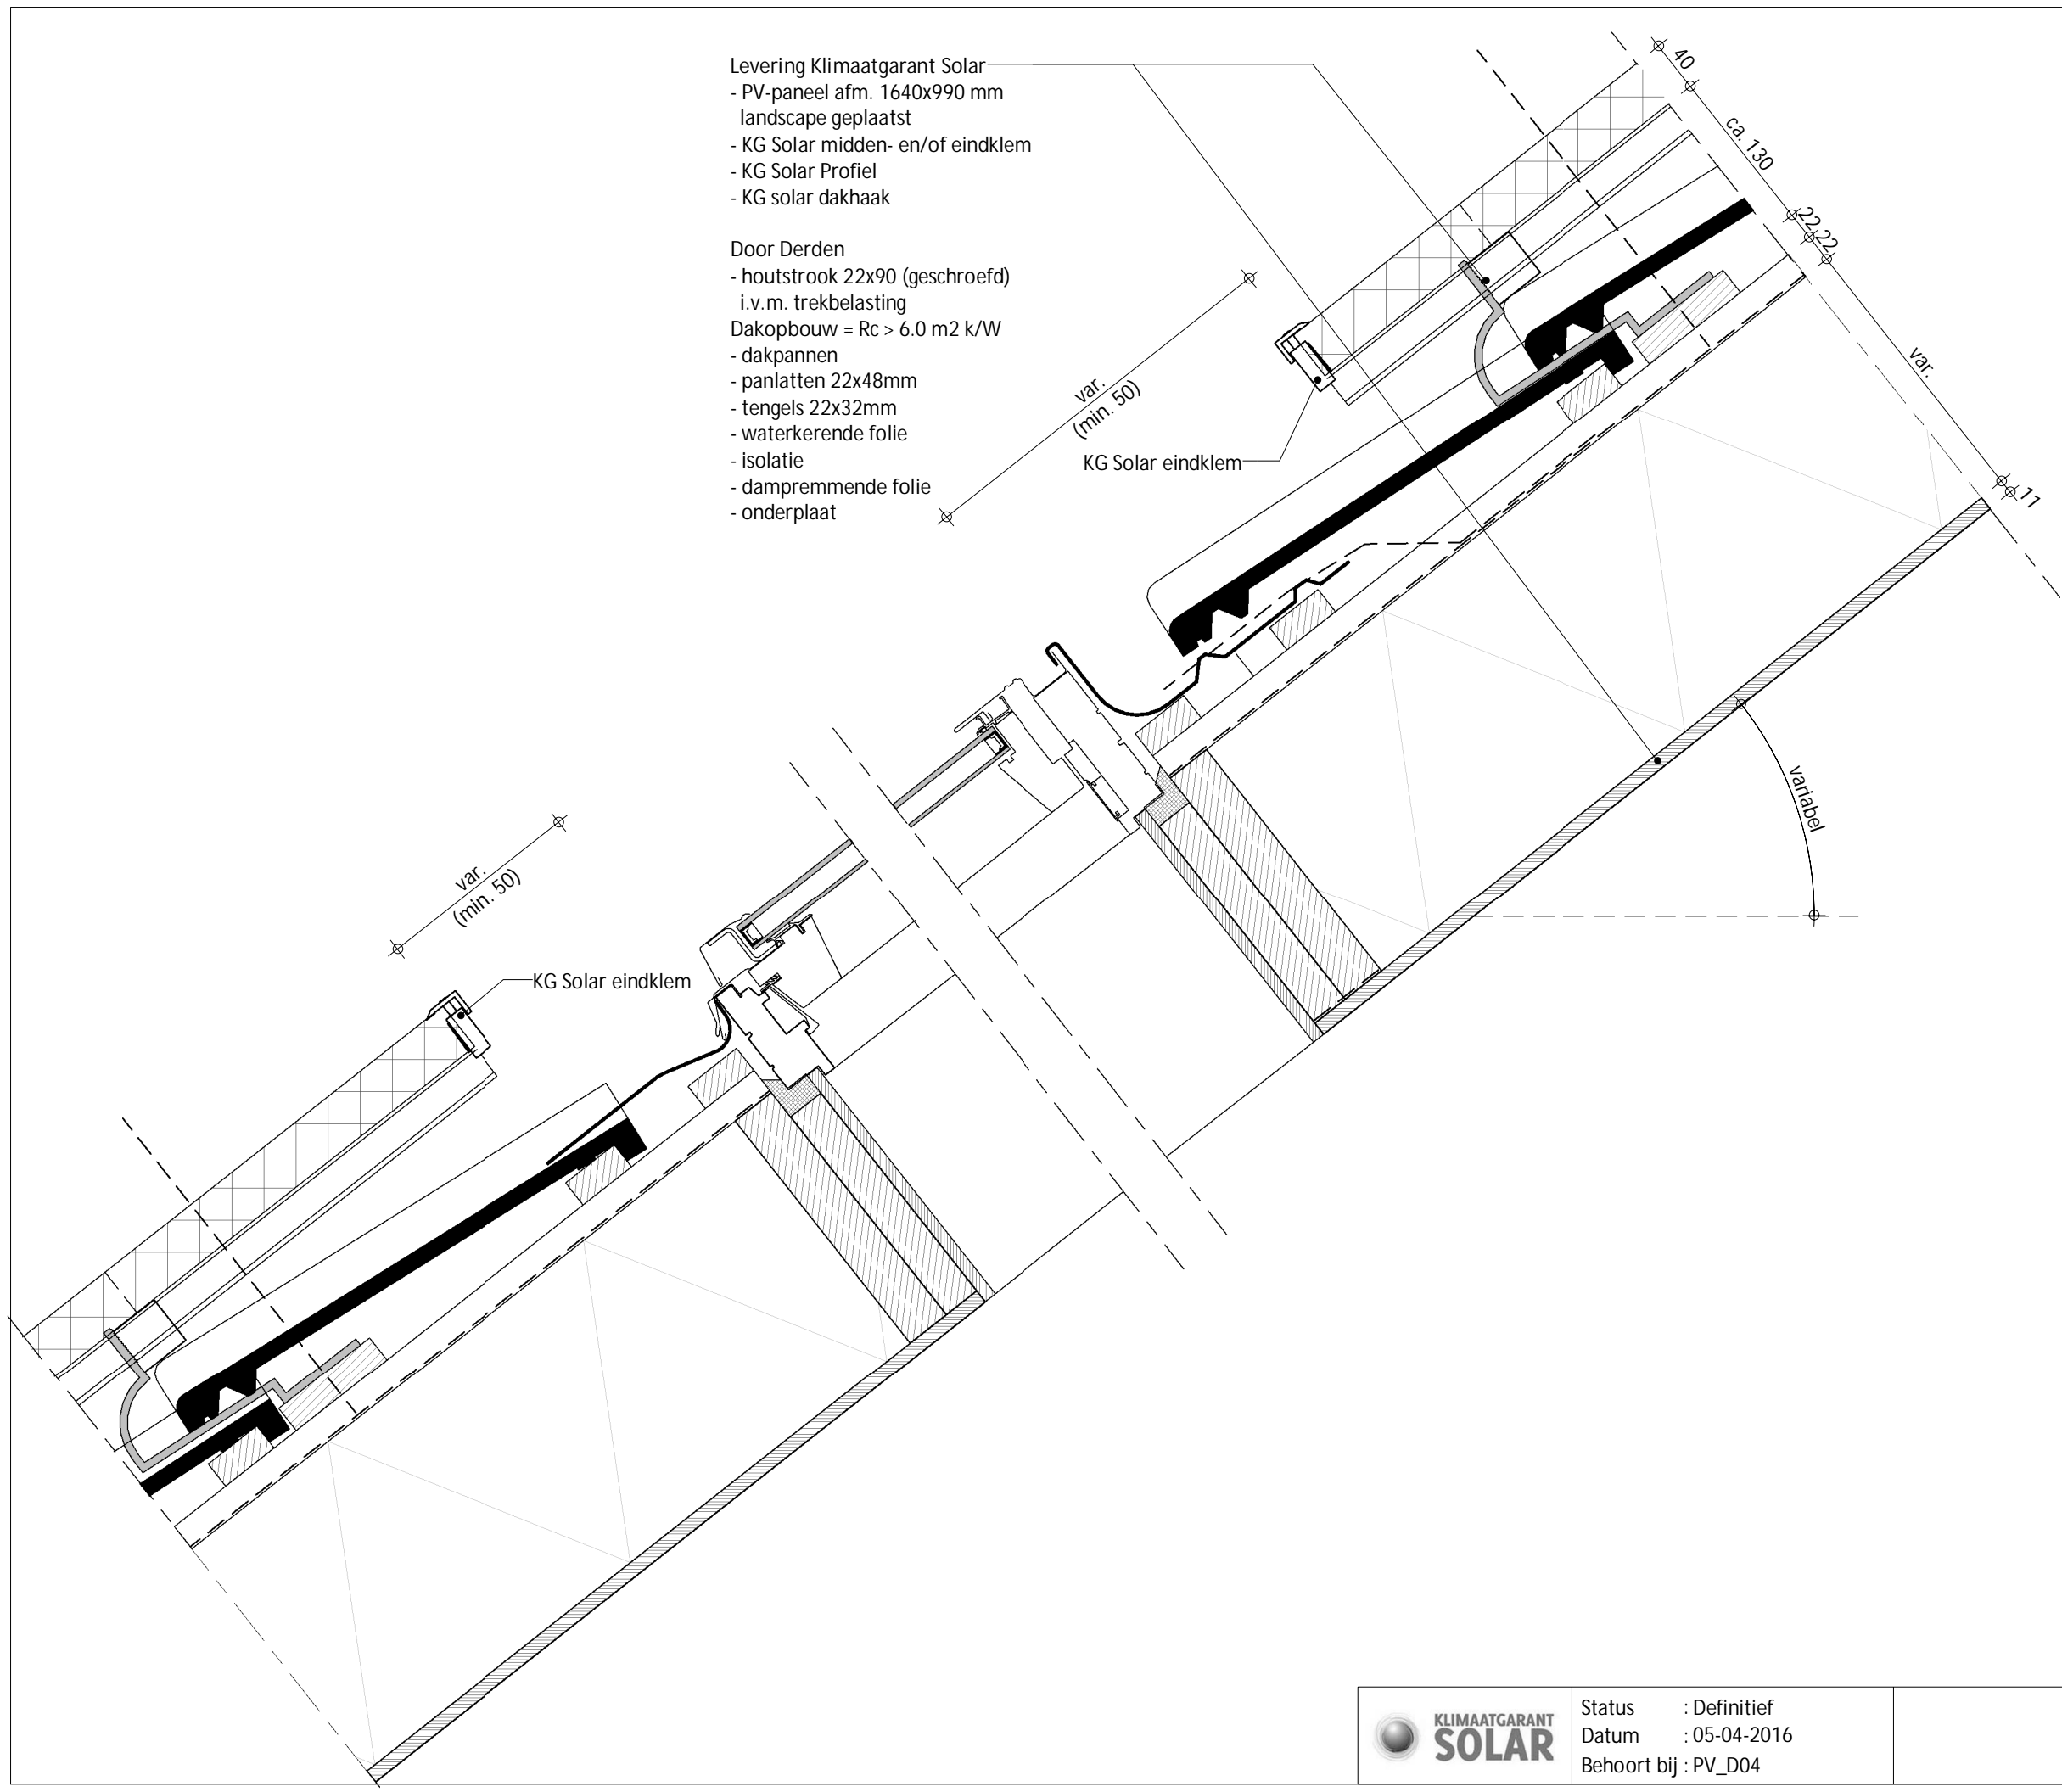 Levering Klimaatgarant Solar
- PV-paneel afm. 1640x990 mm
landscape geplaatst
- KG Solar midden- en/of eindklem
- KG Solar Profiel
- KG solar dakhaak
Door Derden
- houtstrook 22x90 (geschroefd)
i.v.m. trekbelasting
Dakopbouw = Rc > 6.0 m2 k/W
- dakpannen
- panlatten 22x48mm
- tengels 22x32mm
- waterkerende folie
- isolatie
- dampremmende folie
- onderplaat
40
ca. 130
22
22
var.
11
var.
(min. 50)
KG Solar eindklem
variabel
var.
(min. 50)
KG Solar eindklem
KLIMAATGARANT
SOLAR
Status : Definitief
Datum : 05-04-2016
Behoort bij : PV_D04